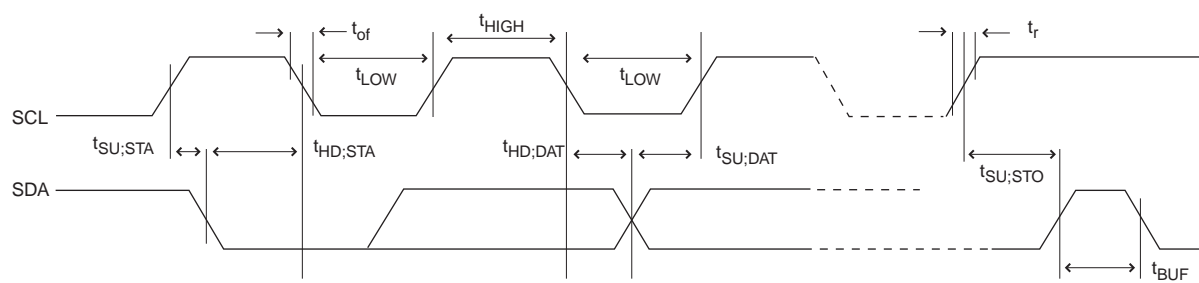 t_of
t_HIGH
t_r
t_LOW
t_LOW
SCL
t_SU;STA
t_HD;STA
t_HD;DAT
t_SU;DAT
t_SU;STO
SDA
t_BUF